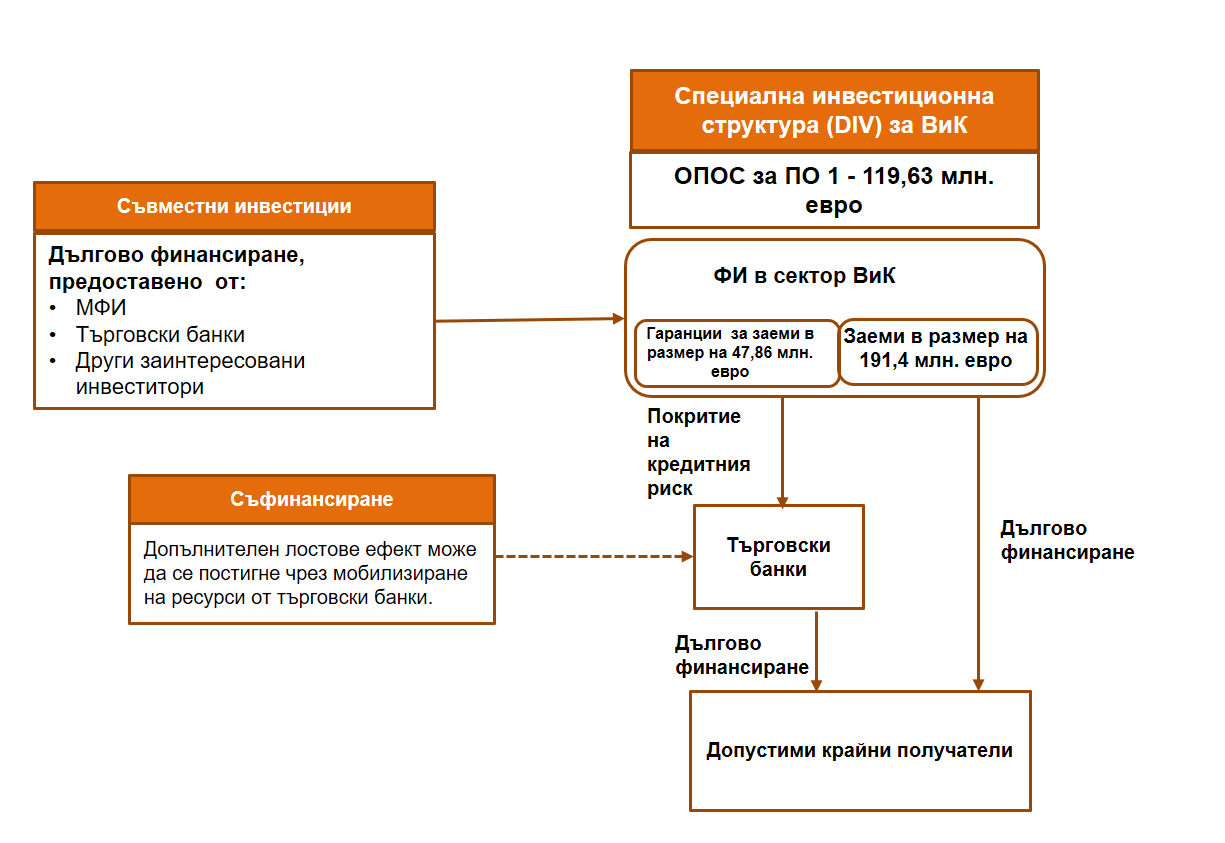 Специална инвестиционна
структура (DIV) за ВиК
ОПОС за ПО 1 - 119,63 млн.
евро
Съвместни инвестиции
Дългово финансиране,
предоставено от:
• МФИ
• Търговски банки
• Други заинтересовани
инвеститори
ФИ в сектор ВиК
Гаранции за заеми в
размер на 47,86 млн.
евро
Заеми в размер на
191,4 млн. евро
Покритие
на
кредитния
риск
Съфинансиране
Допълнителен лостове ефект може
да се постигне чрез мобилизиране
на ресурси от търговски банки.
Търговски
банки
Дългово
финансиране
Дългово
финансиране
Допустими крайни получатели